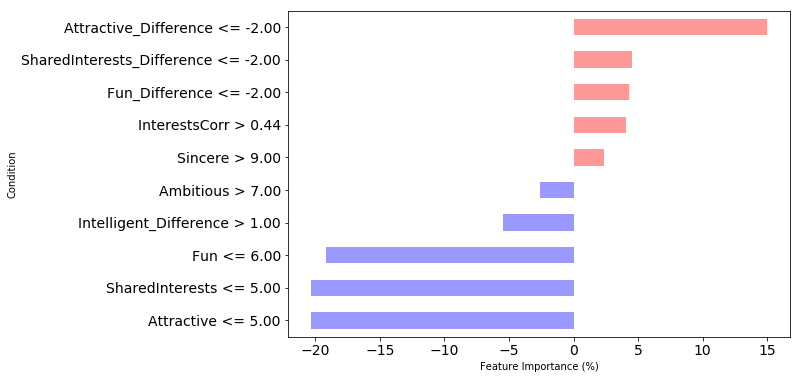 Attractive_Difference <= -2.00
SharedInterests_Difference <= -2.00
Fun_Difference <= -2.00
InterestsCorr > 0.44
Sincere > 9.00
Ambitious > 7.00
Intelligent_Difference > 1.00
Fun <= 6.00
SharedInterests <= 5.00
Attractive <= 5.00
Condition
−20 −15 −10 −5 0 5 10 15
Feature Importance (%)